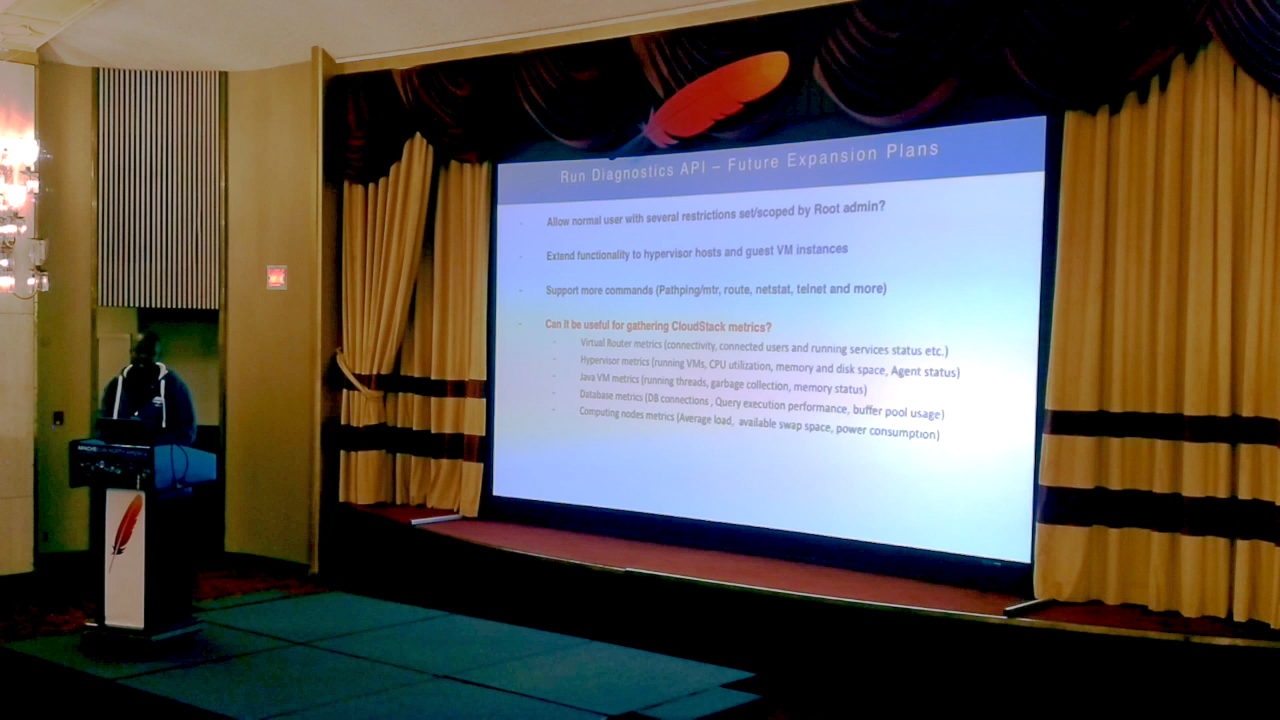 Run Diagnostics API – Future Expansion Plans
- Allow normal user with several restrictions set/scoped by Root admin?
- Extend functionality to hypervisor hosts and guest VM instances
- Support more commands (Pathping/mtr, route, netstat, telnet and more)
- Can it be useful for gathering CloudStack metrics?
- Virtual Router metrics (connectivity, connected users and running services status etc.)
- Hypervisor metrics (running VMs, CPU utilization, memory and disk space, Agent status)
- Java VM metrics (running threads, garbage collection, memory status)
- Database metrics (DB connections , Query execution performance, buffer pool usage)
- Computing nodes metrics (Average load, available swap space, power consumption)
APACHE